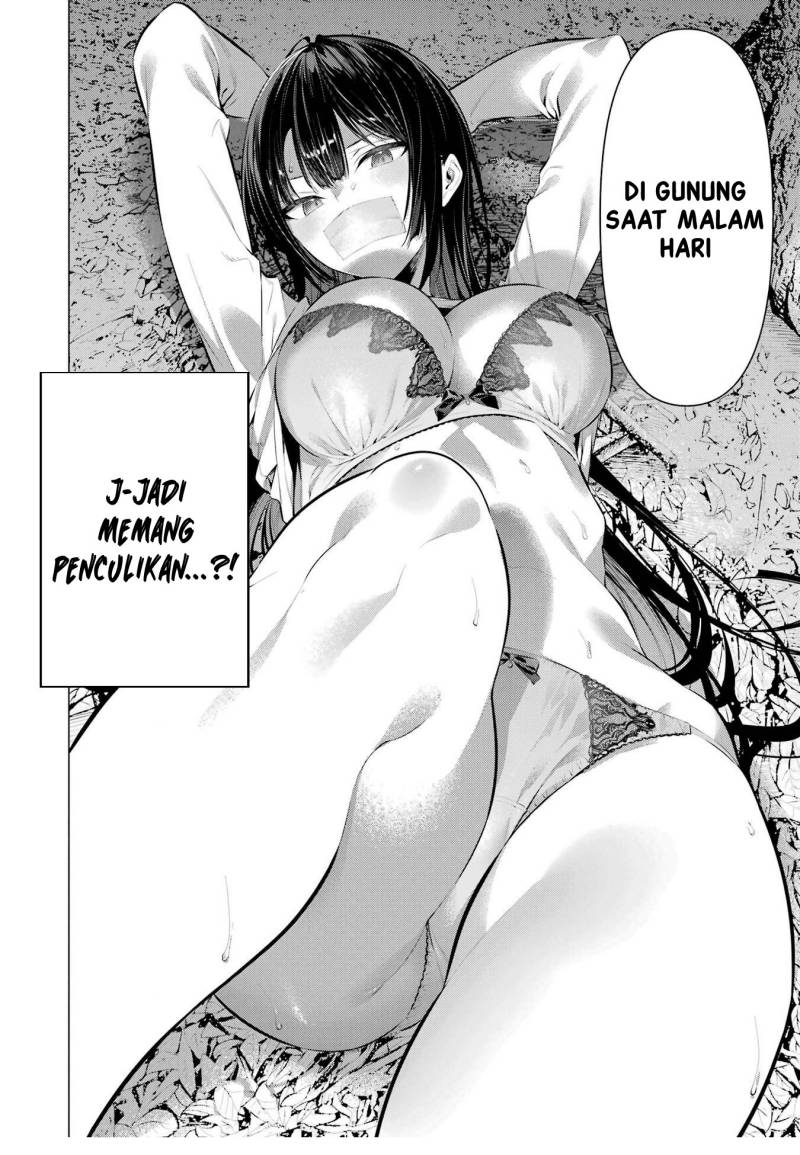 DI GUNUNG
SAAT MALAM
HARI
J-JADI
MEMANG
PENCULIKAN...?!